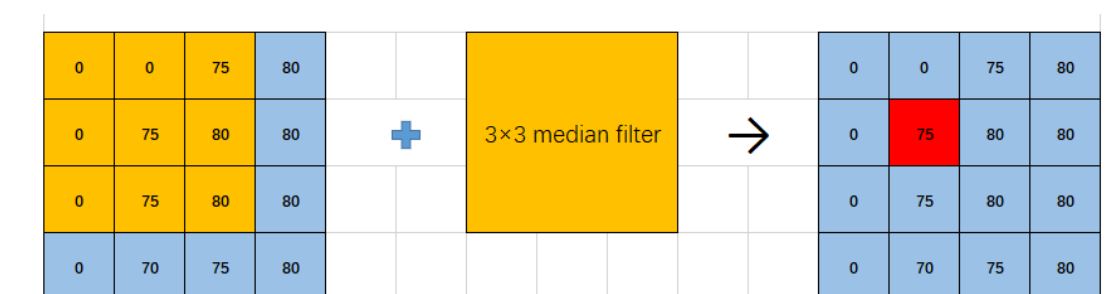 0 0 75 80 0 0 75 80
0 75 80 80 3×3 median filter → 0 75 80 80
0 75 80 80 0 75 80 80
0 70 75 80 0 70 75 80